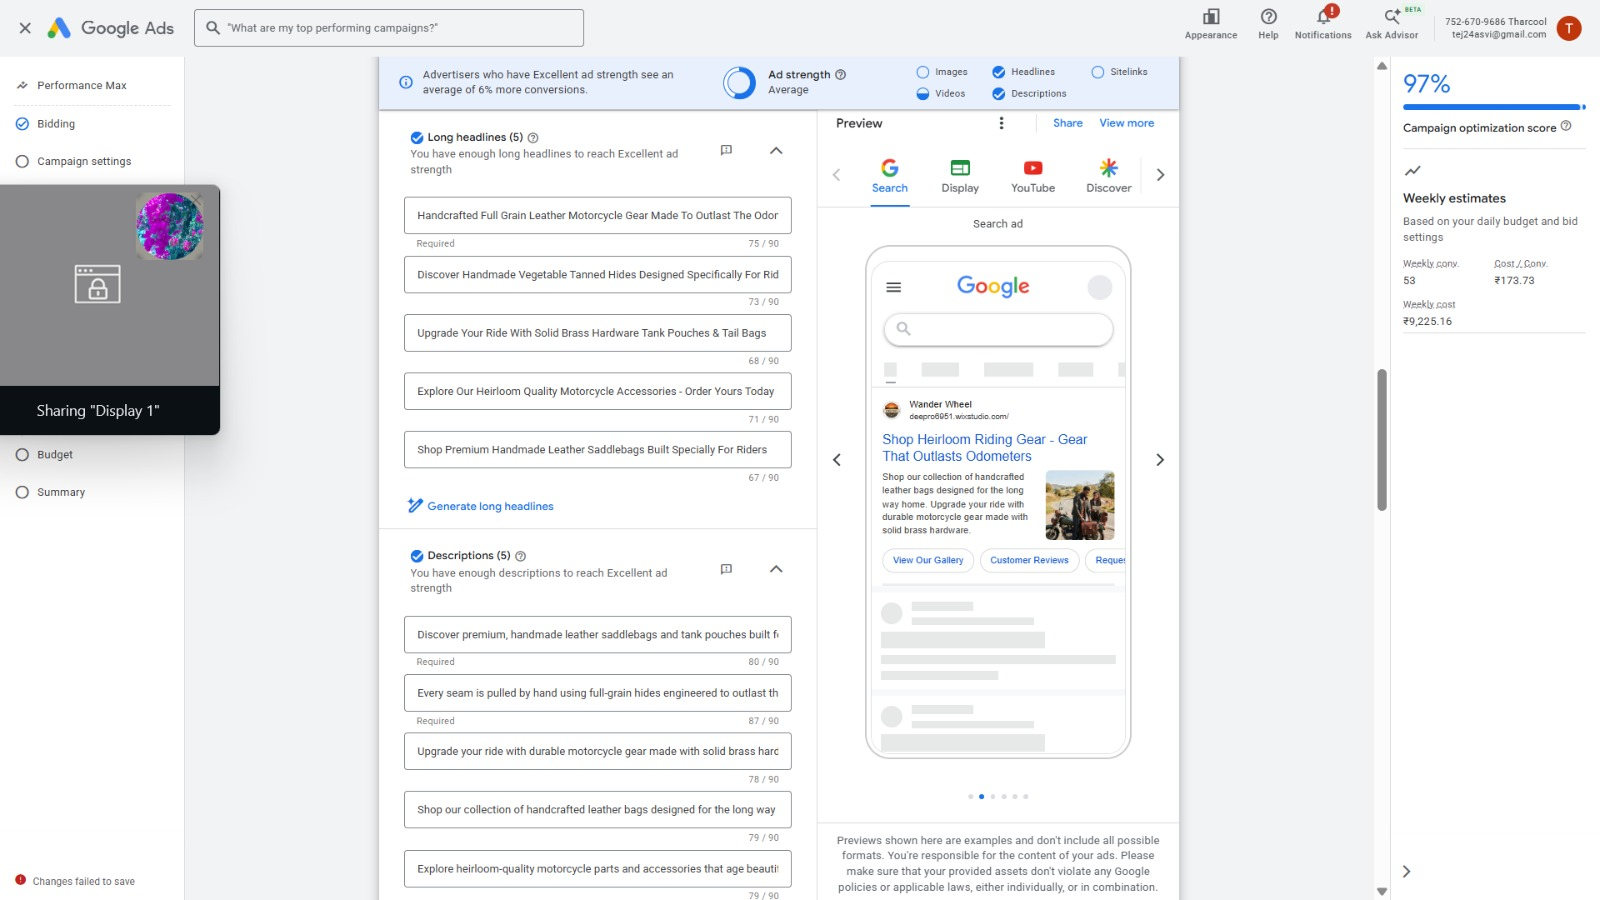 Google Ads
"What are my top performing campaigns?"
Appearance
Help
Notifications
Ask Advisor
BETA
752-670-9686 Tharcool
tej24asvi@gmail.com
T
Performance Max
Bidding
Campaign settings
Sharing "Display 1"
Budget
Summary
Changes failed to save
Advertisers who have Excellent ad strength see an
average of 6% more conversions.
Ad strength
Average
Images
Headlines
Sitelinks
Videos
Descriptions
Long headlines (5)
You have enough long headlines to reach Excellent ad
strength
Handcrafted Full Grain Leather Motorcycle Gear Made To Outlast The Odor
Required
75 / 90
Discover Handmade Vegetable Tanned Hides Designed Specifically For Rid
73 / 90
Upgrade Your Ride With Solid Brass Hardware Tank Pouches & Tail Bags
68 / 90
Explore Our Heirloom Quality Motorcycle Accessories - Order Yours Today
71 / 90
Shop Premium Handmade Leather Saddlebags Built Specially For Riders
67 / 90
Generate long headlines
Descriptions (5)
You have enough descriptions to reach Excellent ad
strength
Discover premium, handmade leather saddlebags and tank pouches built f
Required
80 / 90
Every seam is pulled by hand using full-grain hides engineered to outlast th
Required
87 / 90
Upgrade your ride with durable motorcycle gear made with solid brass hard
78 / 90
Shop our collection of handcrafted leather bags designed for the long way
79 / 90
Explore heirloom-quality motorcycle parts and accessories that age beautif
79 / 90
Preview
Share
View more
Search
Display
YouTube
Discover
Search ad
Google
Wander Wheel
deepro6951.wixstudio.com/
Shop Heirloom Riding Gear - Gear
That Outlasts Odometers
Shop our collection of handcrafted
leather bags designed for the long
way home. Upgrade your ride with
durable motorcycle gear made with
solid brass hardware.
View Our Gallery
Customer Reviews
Reques
Previews shown here are examples and don't include all possible
formats. You're responsible for the content of your ads. Please
make sure that your provided assets don't violate any Google
policies or applicable laws, either individually, or in combination.
97%
Campaign optimization score
Weekly estimates
Based on your daily budget and bid
settings
Weekly conv.
Cost / Conv.
53
₹173.73
Weekly cost
₹9,225.16